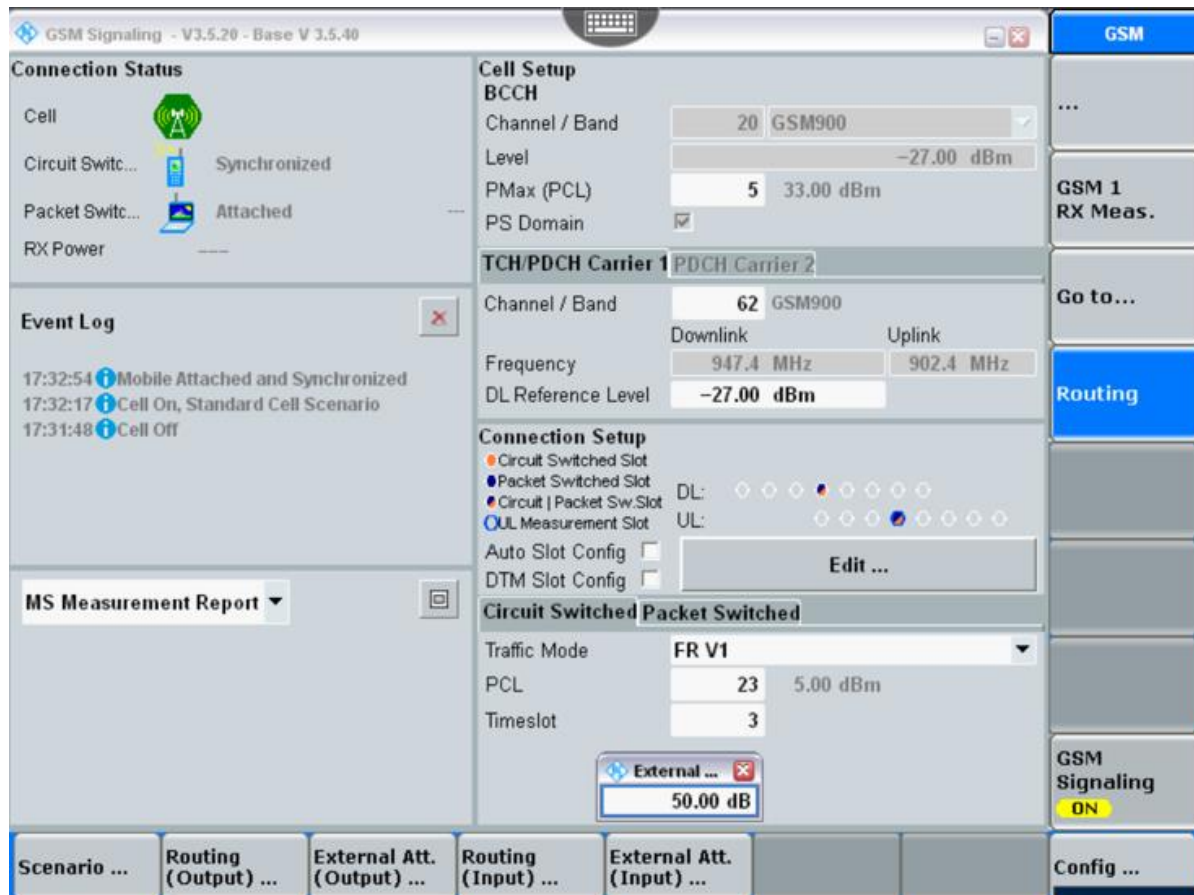 GSM Signaling - V3.5.20 - Base V 3.5.40
GSM
Connection Status
Cell
Circuit Switc... Synchronized
Packet Switc... Attached ---
RX Power ---
Event Log
17:32:54 Mobile Attached and Synchronized
17:32:17 Cell On, Standard Cell Scenario
17:31:48 Cell Off
MS Measurement Report
Cell Setup
BCCH
Channel / Band 20 GSM900
Level -27.00 dBm
PMax (PCL) 5 33.00 dBm
PS Domain
TCH/PDCH Carrier 1 PDCH Carrier 2
Channel / Band 62 GSM900
Downlink Uplink
Frequency 947.4 MHz 902.4 MHz
DL Reference Level -27.00 dBm
Connection Setup
Circuit Switched Slot
Packet Switched Slot
Circuit | Packet Sw.Slot
UL Measurement Slot
DL:
UL:
Auto Slot Config
DTM Slot Config
Edit ...
Circuit Switched Packet Switched
Traffic Mode FR V1
PCL 23 5.00 dBm
Timeslot 3
External ...
50.00 dB
...
GSM 1
RX Meas.
Go to...
Routing
GSM
Signaling
ON
Scenario ...
Routing
(Output) ...
External Att.
(Output) ...
Routing
(Input) ...
External Att.
(Input) ...
Config ...